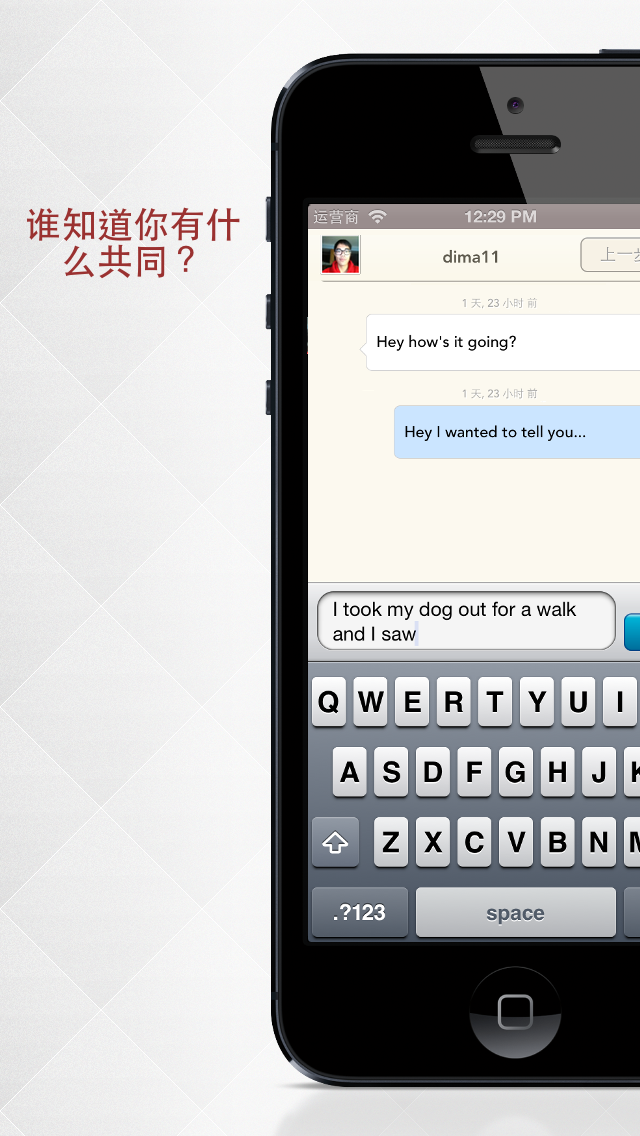 谁知道你有什
么共同？
运营商 12:29 PM
dima11 上一步
1 天, 23 小时 前
Hey how's it going?
1 天, 23 小时 前
Hey I wanted to tell you...
I took my dog out for a walk
and I saw
Q W E R T Y U I
A S D F G H J K
Z X C V B N M
.?123 space